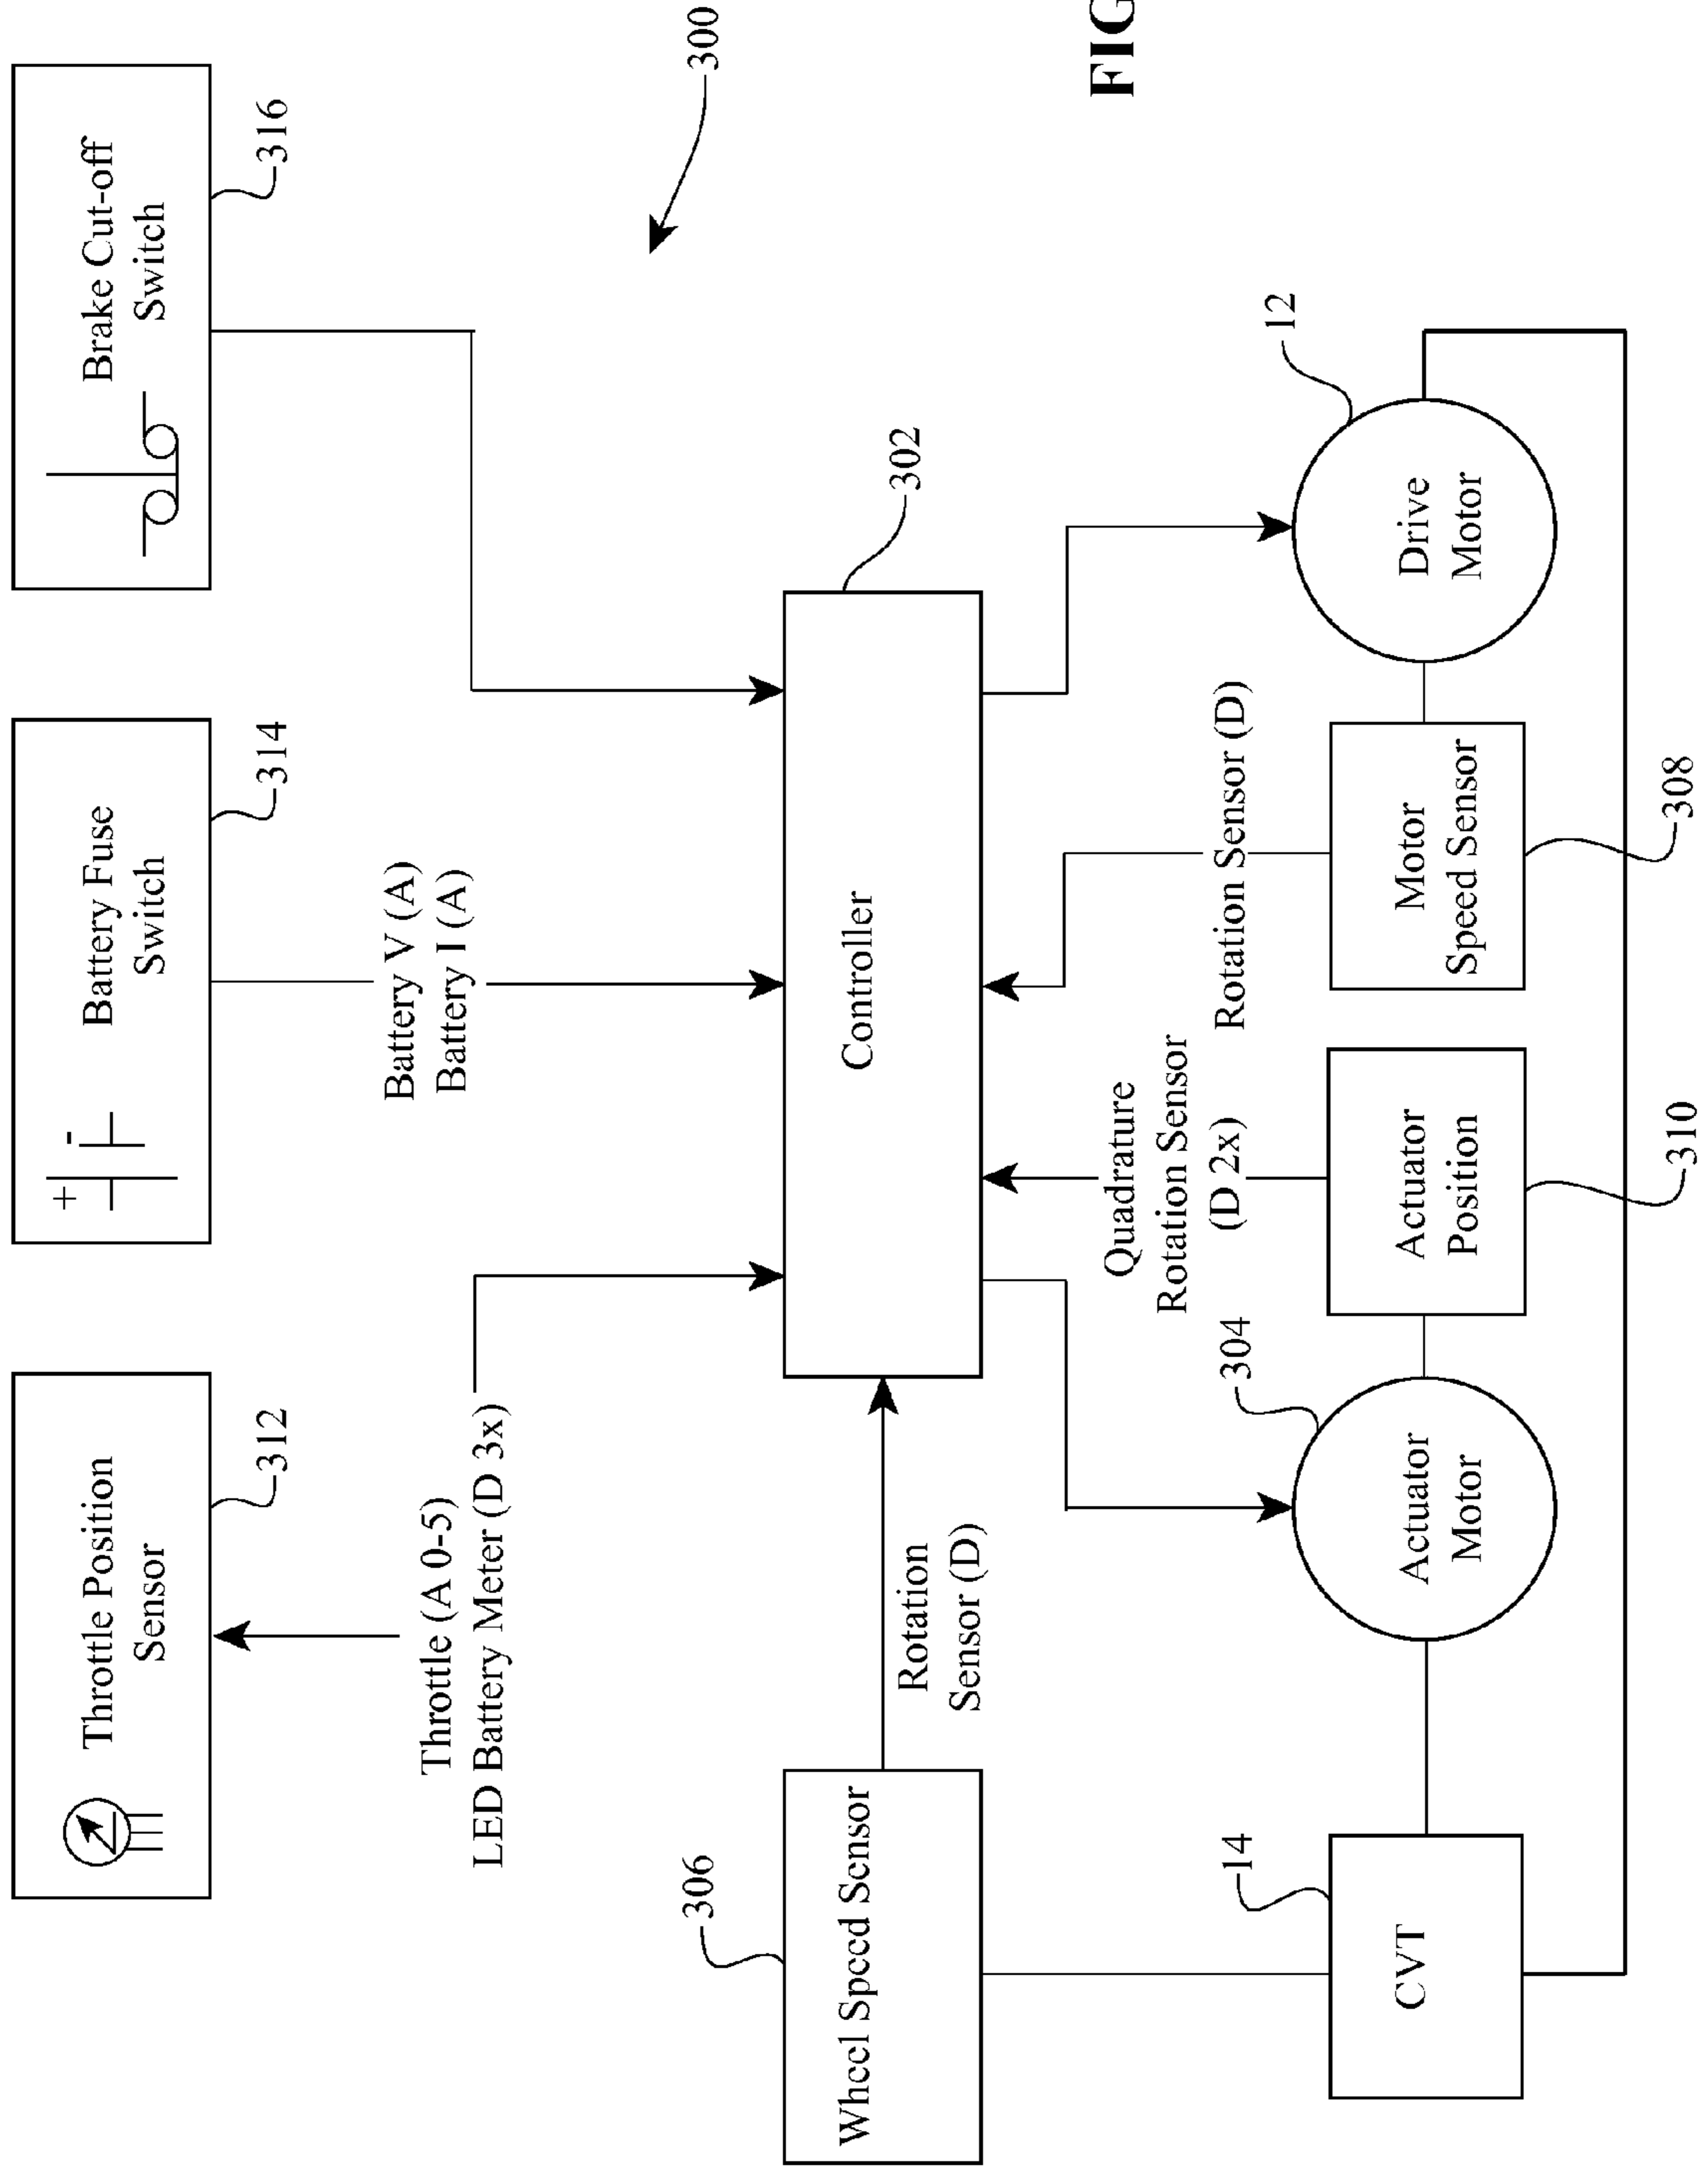 Throttle Position
Sensor
312
+
-
Battery Fuse
Switch
314
Brake Cut-off
Switch
316
Throttle (A 0-5)
LED Battery Meter (D 3x)
Battery V (A)
Battery I (A)
300
306
Wheel Speed Sensor
Rotation
Sensor (D)
Controller
302
FIG
14
CVT
304
Actuator
Motor
Quadrature
Rotation Sensor
(D 2x)
Actuator
Position
310
Rotation Sensor (D)
Motor
Speed Sensor
308
12
Drive
Motor